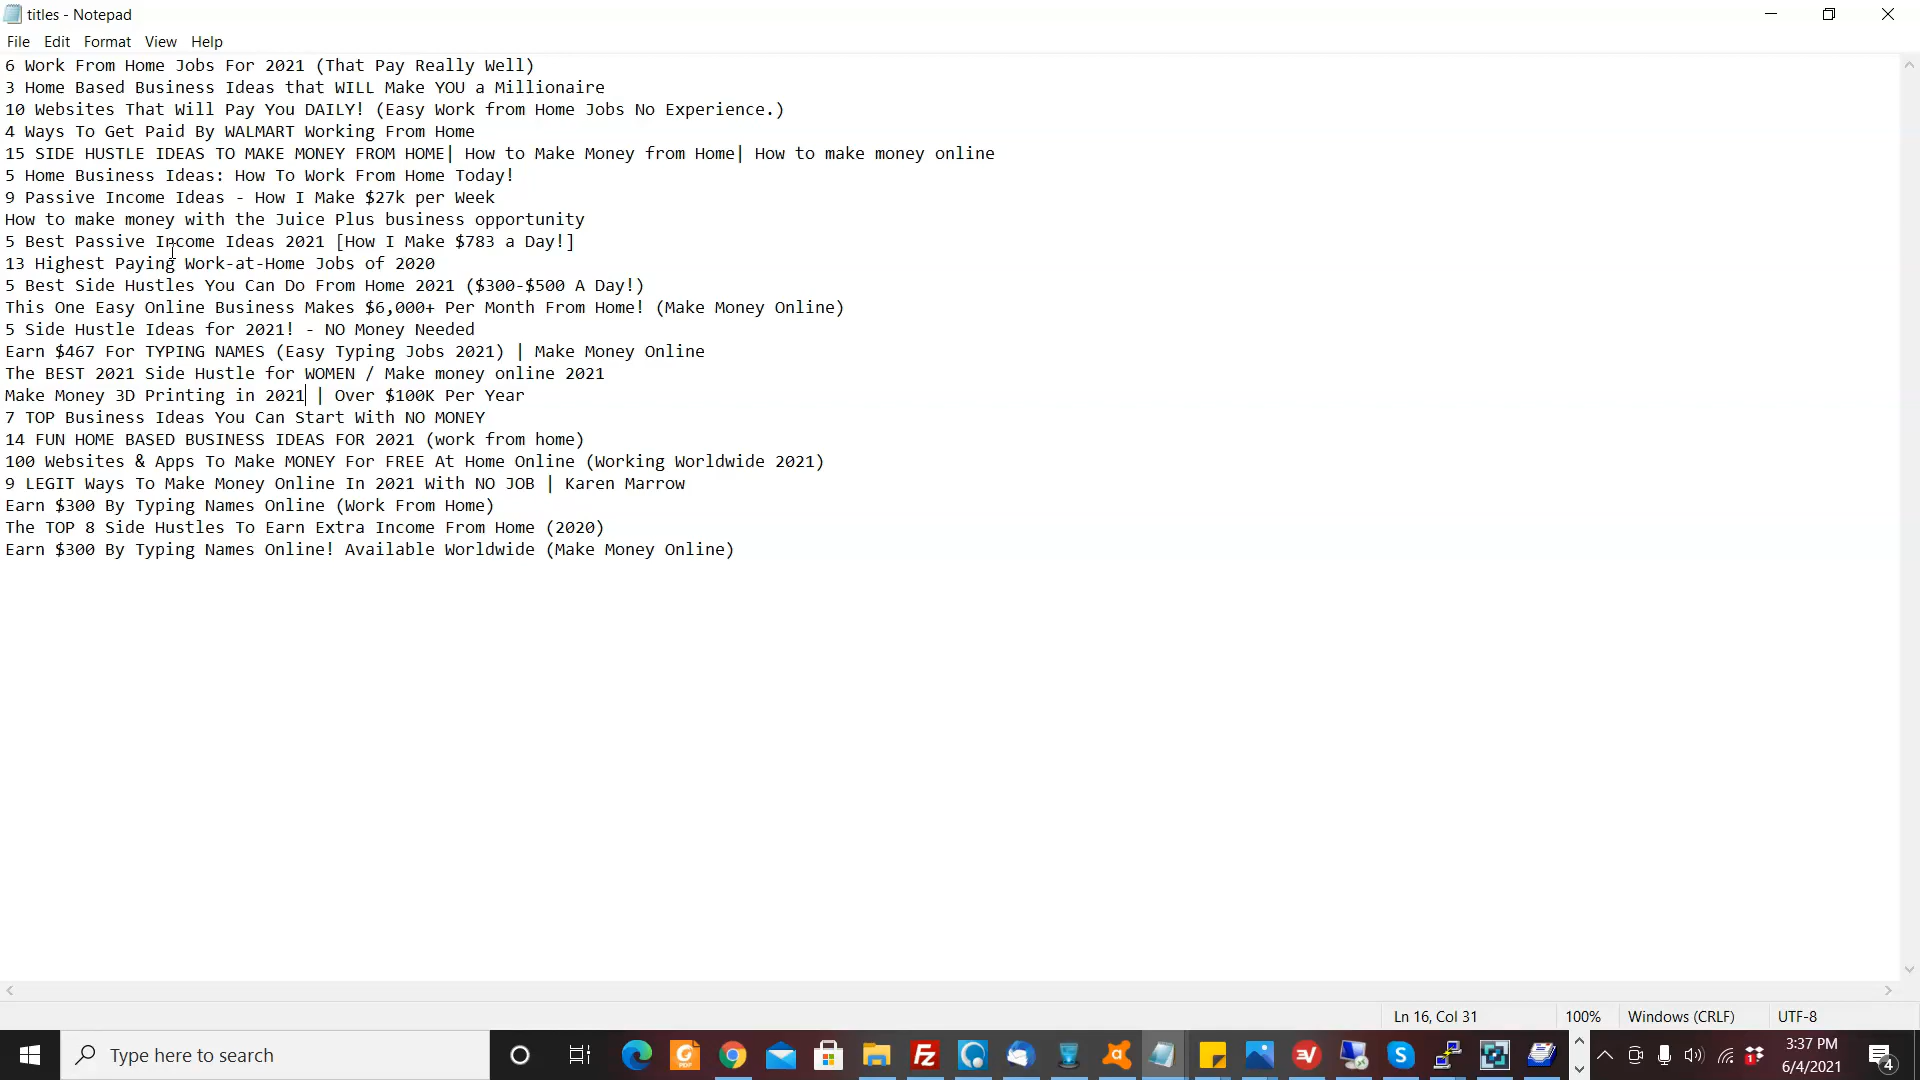 titles - Notepad
File Edit Format View Help
6 Work From Home Jobs For 2021 (That Pay Really Well)
3 Home Based Business Ideas that WILL Make YOU a Millionaire
10 Websites That Will Pay You DAILY! (Easy Work from Home Jobs No Experience.)
4 Ways To Get Paid By WALMART Working From Home
15 SIDE HUSTLE IDEAS TO MAKE MONEY FROM HOME| How to Make Money from Home| How to make money online
5 Home Business Ideas: How To Work From Home Today!
9 Passive Income Ideas - How I Make $27k per Week
How to make money with the Juice Plus business opportunity
5 Best Passive Income Ideas 2021 [How I Make $783 a Day!]
13 Highest Paying Work-at-Home Jobs of 2020
5 Best Side Hustles You Can Do From Home 2021 ($300-$500 A Day!)
This One Easy Online Business Makes $6,000+ Per Month From Home! (Make Money Online)
5 Side Hustle Ideas for 2021! - NO Money Needed
Earn $467 For TYPING NAMES (Easy Typing Jobs 2021) | Make Money Online
The BEST 2021 Side Hustle for WOMEN / Make money online 2021
Make Money 3D Printing in 2021 | Over $100K Per Year
7 TOP Business Ideas You Can Start With NO MONEY
14 FUN HOME BASED BUSINESS IDEAS FOR 2021 (work from home)
100 Websites & Apps To Make MONEY For FREE At Home Online (Working Worldwide 2021)
9 LEGIT Ways To Make Money Online In 2021 With NO JOB | Karen Marrow
Earn $300 By Typing Names Online (Work From Home)
The TOP 8 Side Hustles To Earn Extra Income From Home (2020)
Earn $300 By Typing Names Online! Available Worldwide (Make Money Online)
Ln 16, Col 31 100% Windows (CRLF) UTF-8
Type here to search
3:37 PM
6/4/2021
4